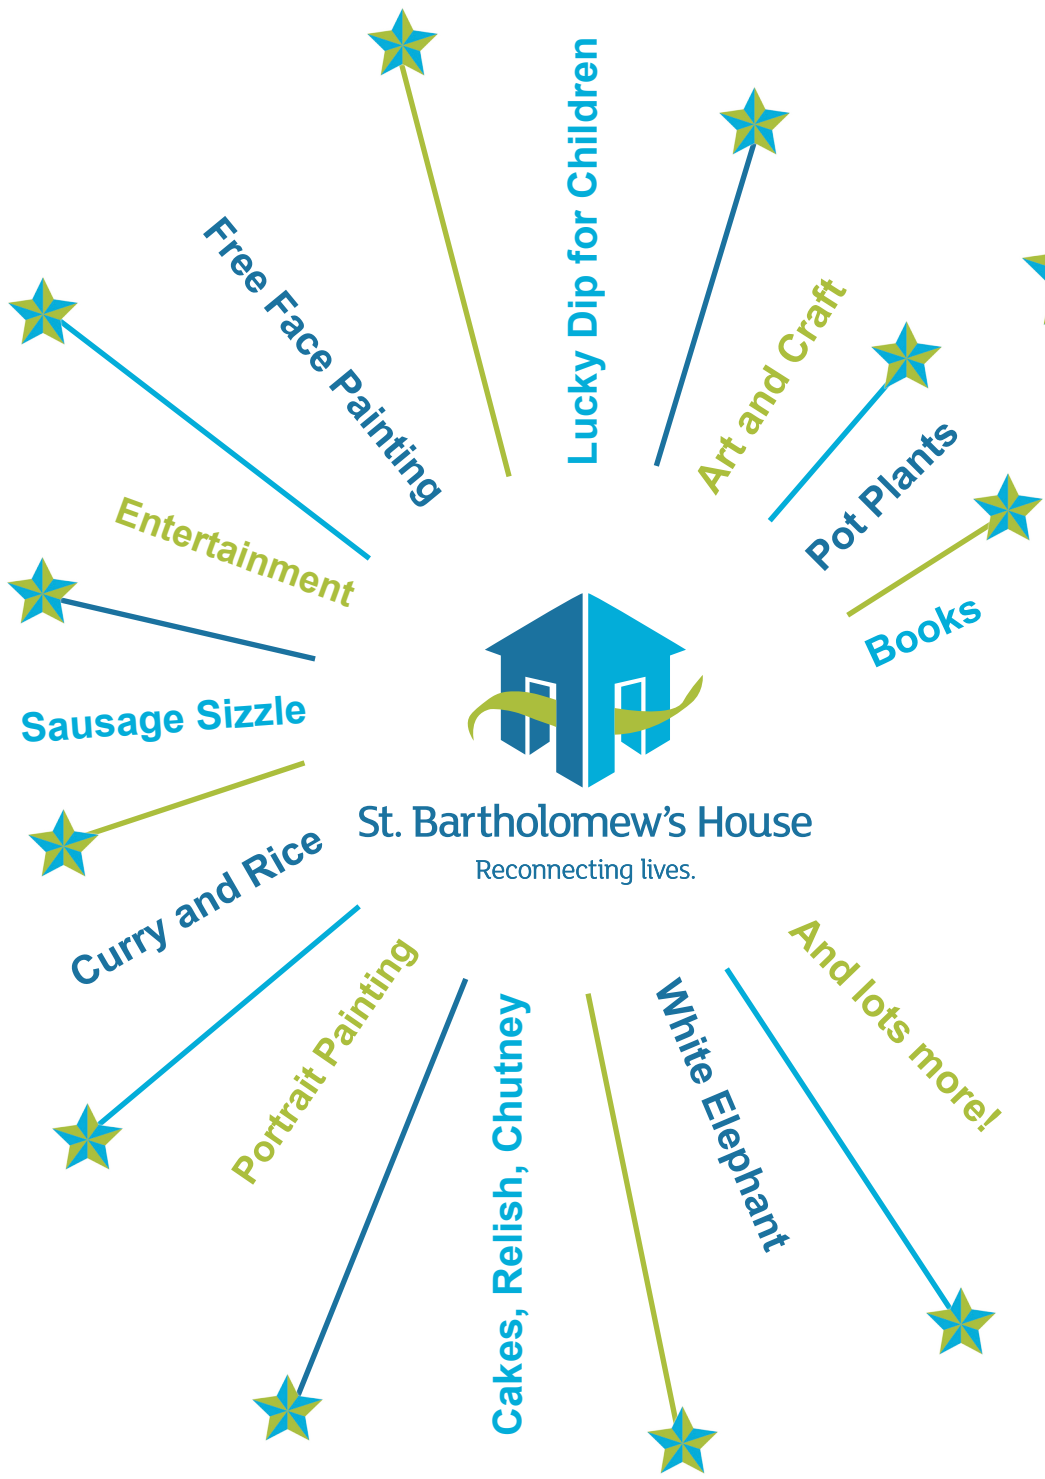 Lucky Dip for Children
Free Face Painting
Art and Craft
Pot Plants
Entertainment
Books
Sausage Sizzle
St. Bartholomew's House
Reconnecting lives.
Curry and Rice
Portrait Painting
Cakes, Relish, Chutney
White Elephant
And lots more!